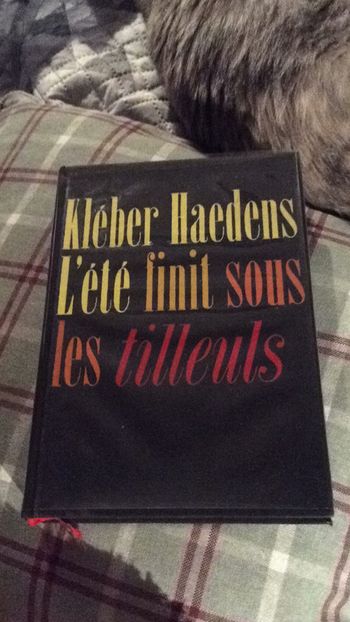 Kléber Haedens
L'été finit sous
les tilleuls